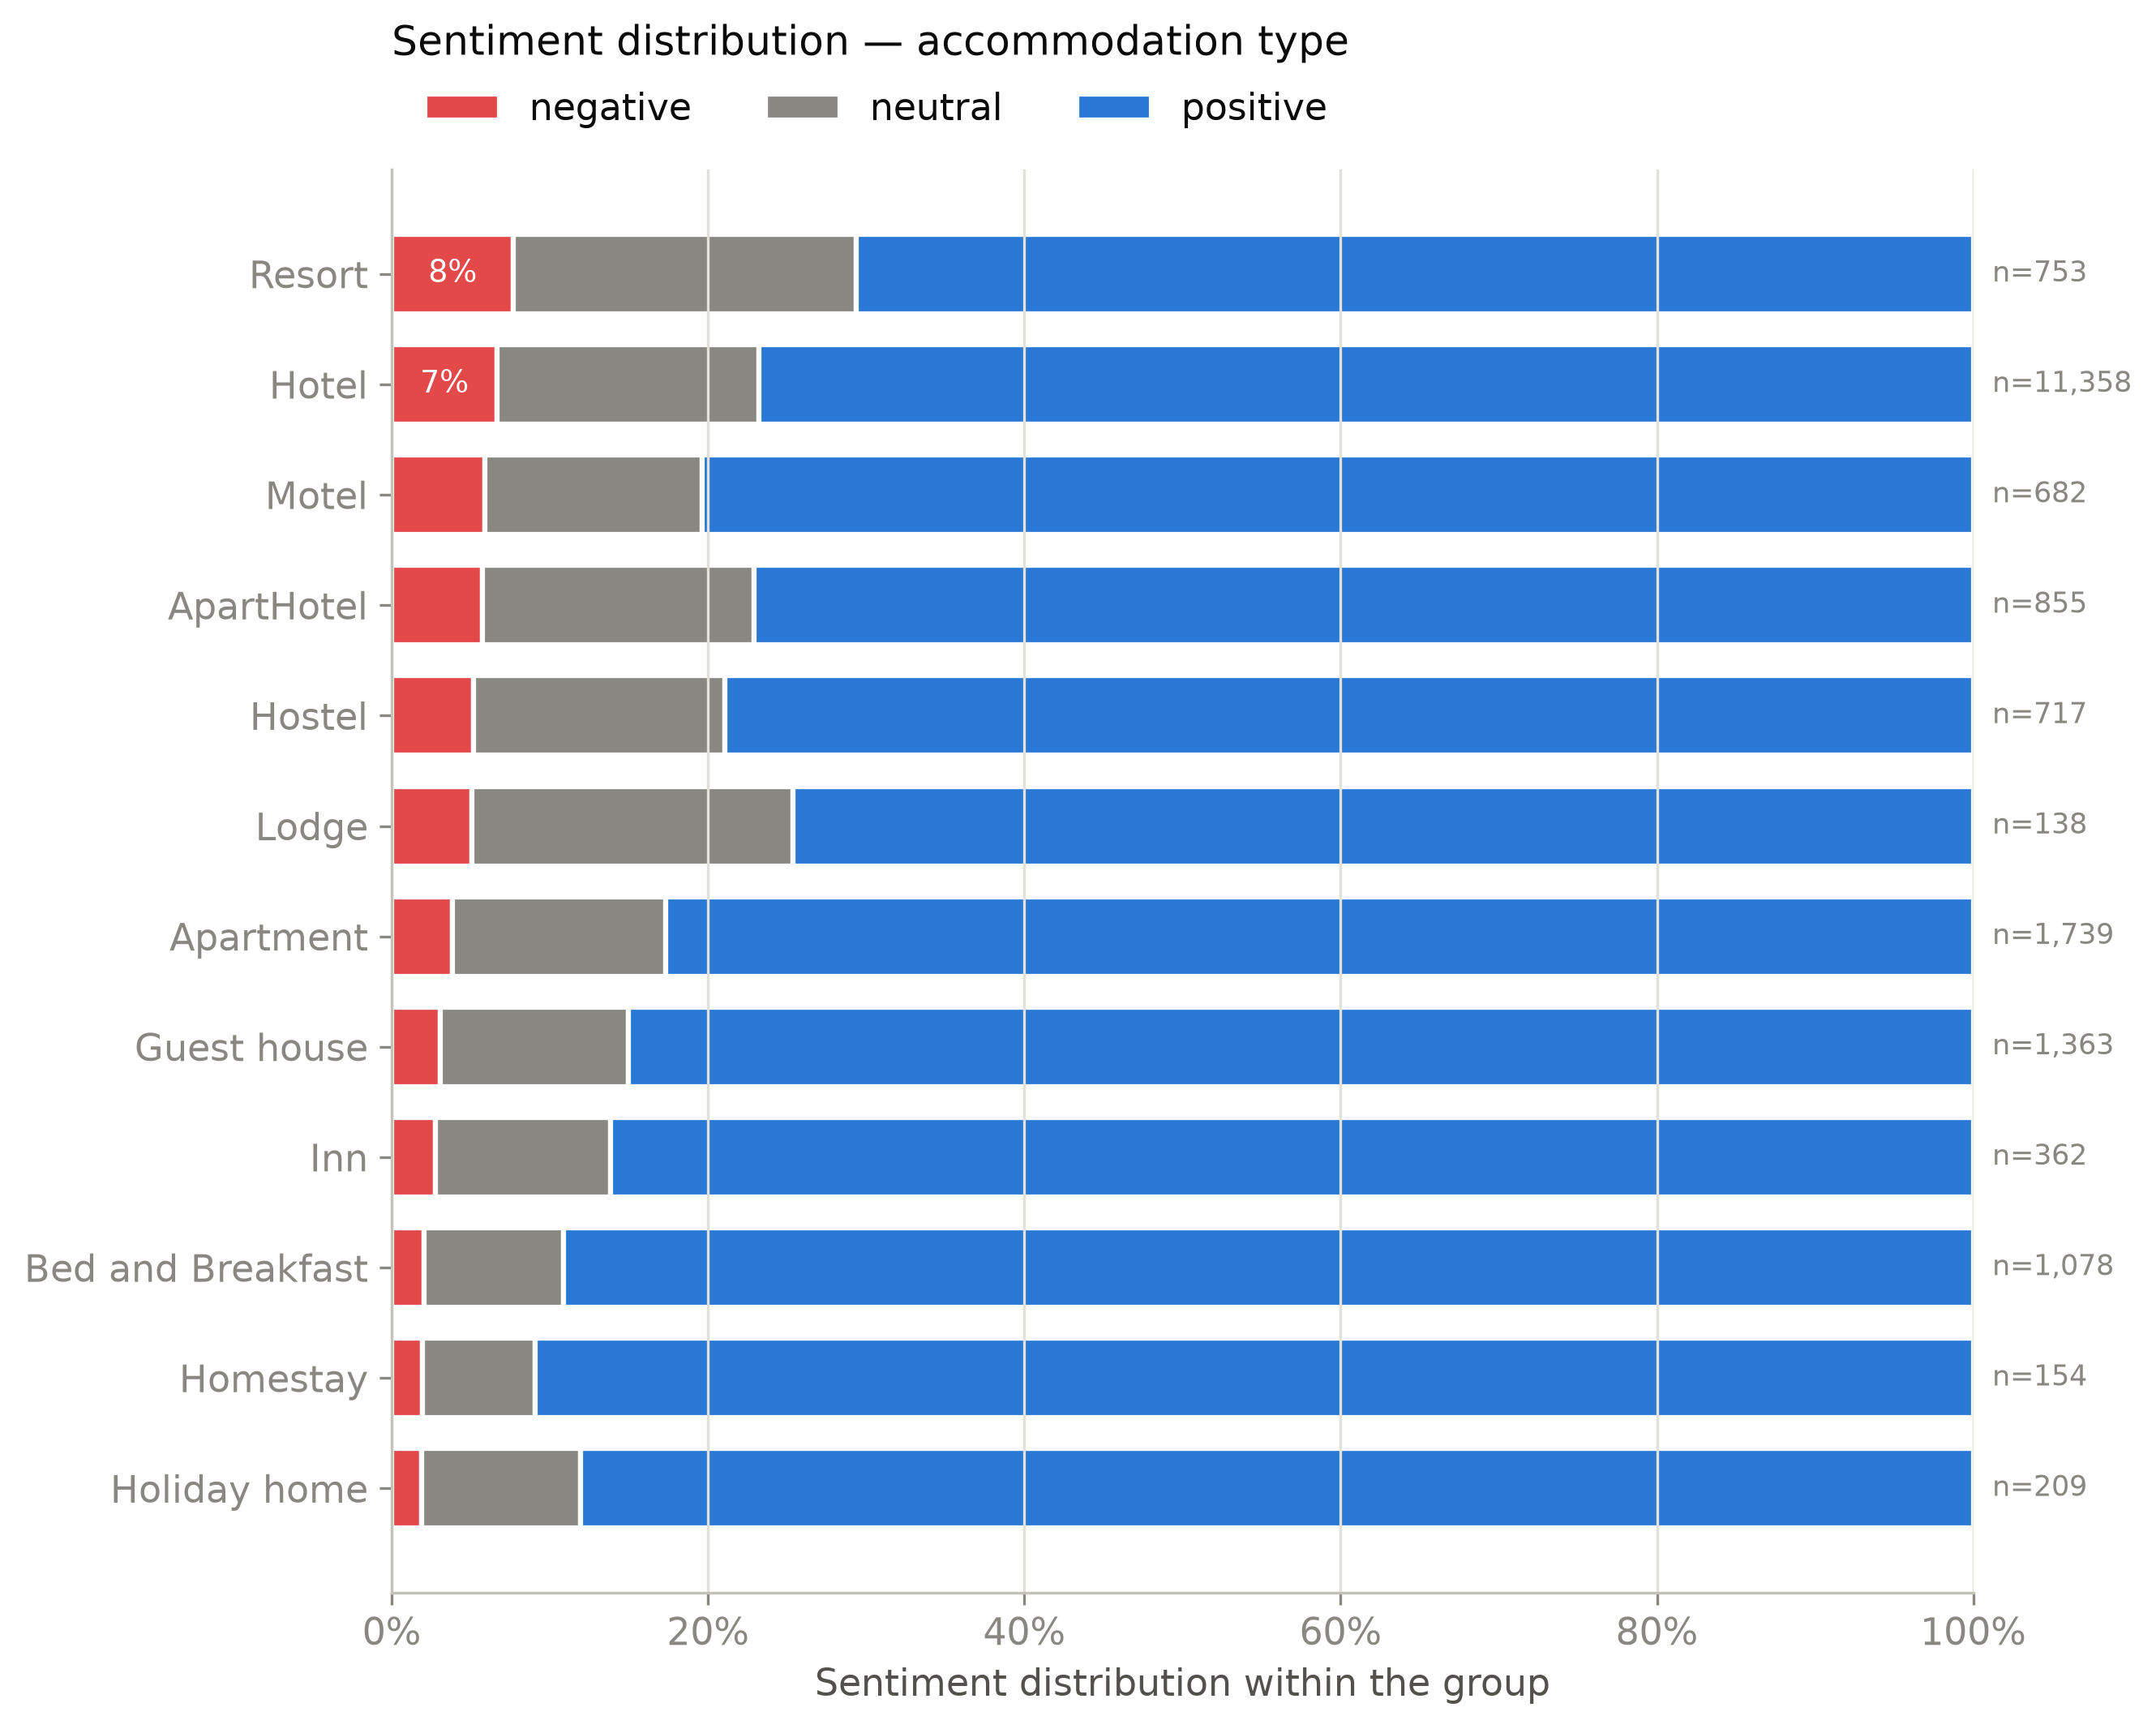 Sentiment distribution — accommodation type
negative neutral positive
Resort 8% n=753
Hotel 7% n=11,358
Motel n=682
ApartHotel n=855
Hostel n=717
Lodge n=138
Apartment n=1,739
Guest house n=1,363
Inn n=362
Bed and Breakfast n=1,078
Homestay n=154
Holiday home n=209
0% 20% 40% 60% 80% 100%
Sentiment distribution within the group